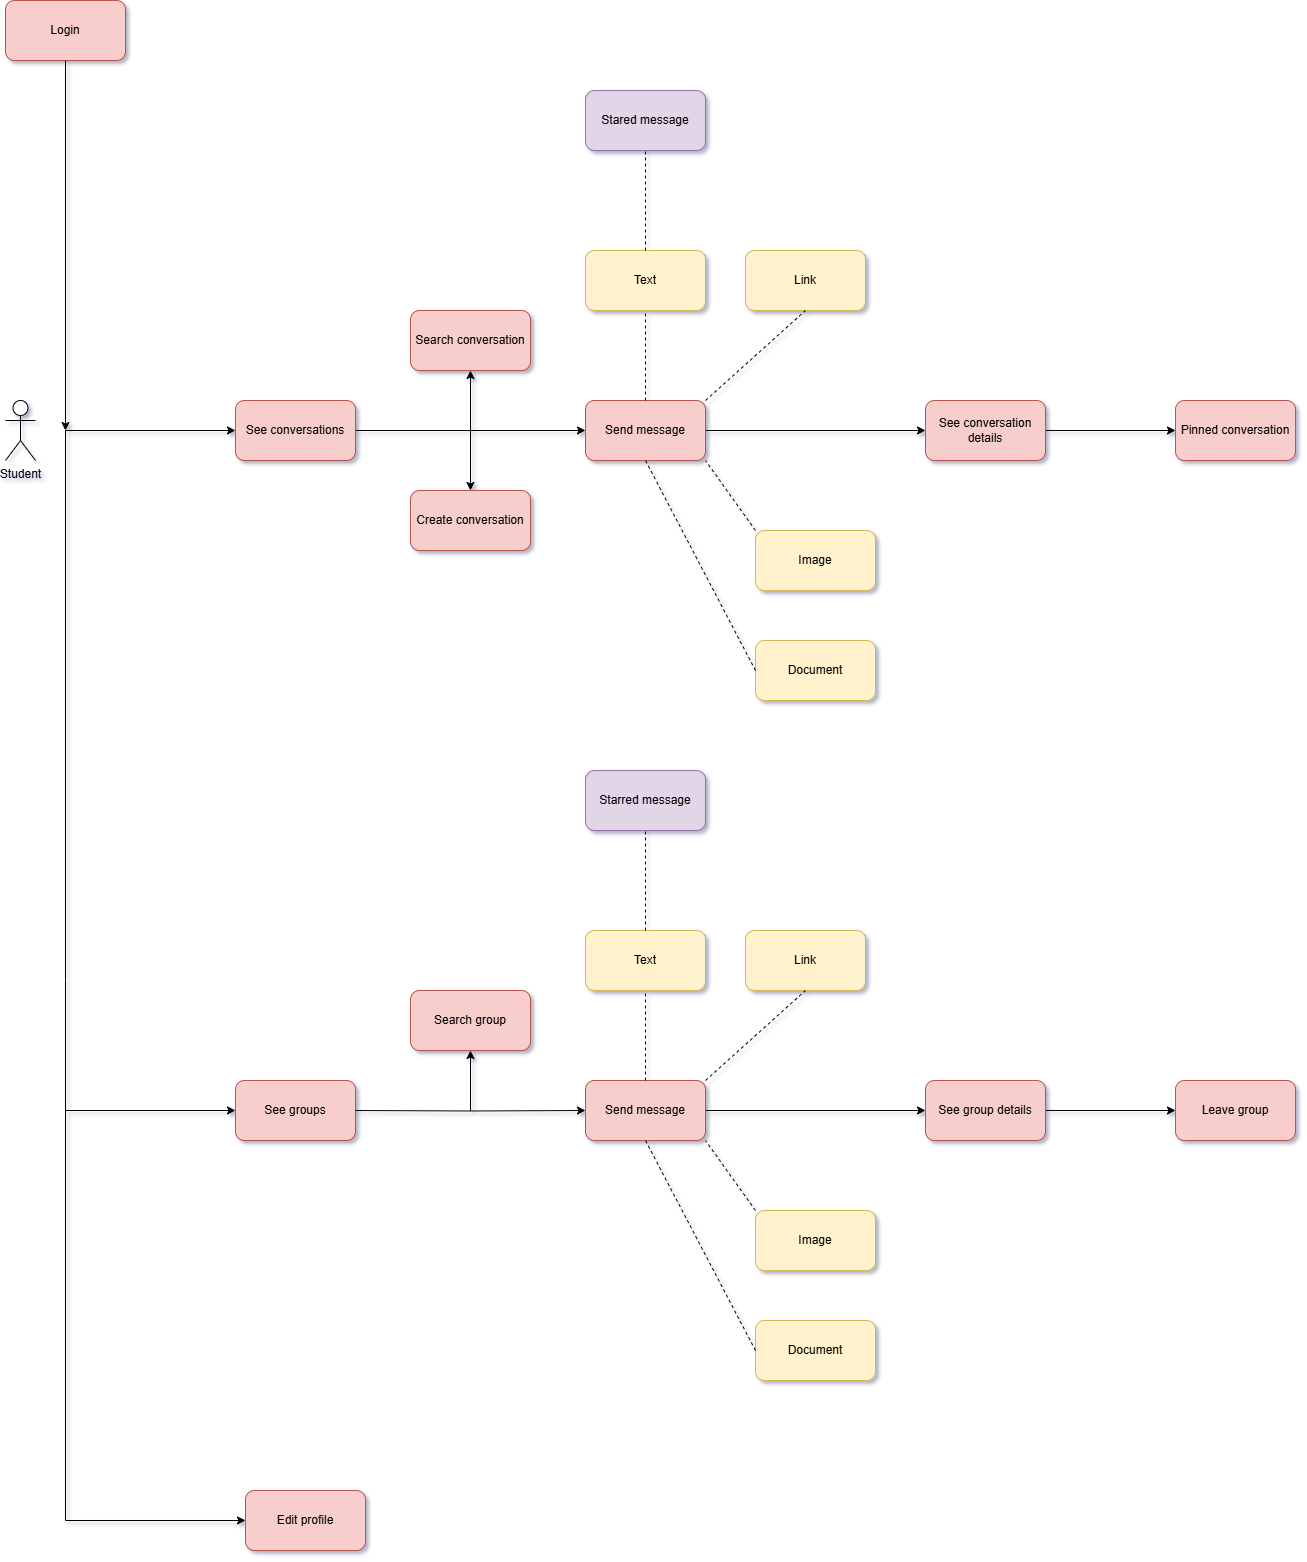 Login
Stared message
Text
Link
Search conversation
Student
See conversations
Send message
See conversation
details
Pinned conversation
Create conversation
Image
Document
Starred message
Text
Link
Search group
See groups
Send message
See group details
Leave group
Image
Document
Edit profile